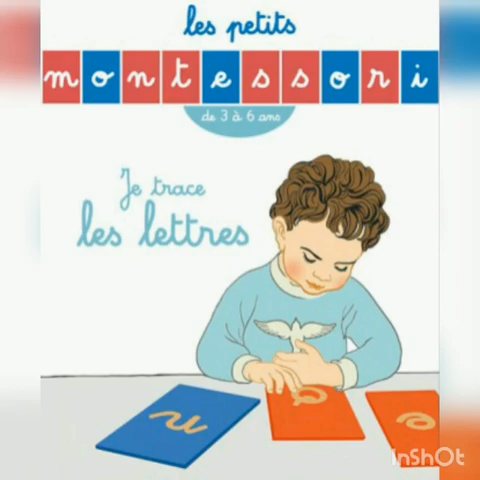 les petits
montessori
de 3 à 6 ans
Je trace
les lettres
InShOt